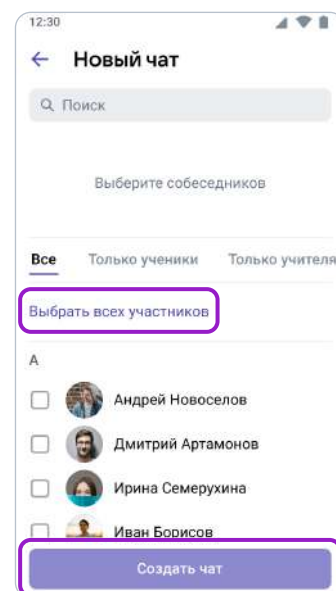 12:30
Новый чат
Поиск
Выберите собеседников
Все Только ученики Только учителя
Выбрать всех участников
А
Андрей Новоселов
Дмитрий Артамонов
Ирина Семерухина
Иван Борисов
Создать чат